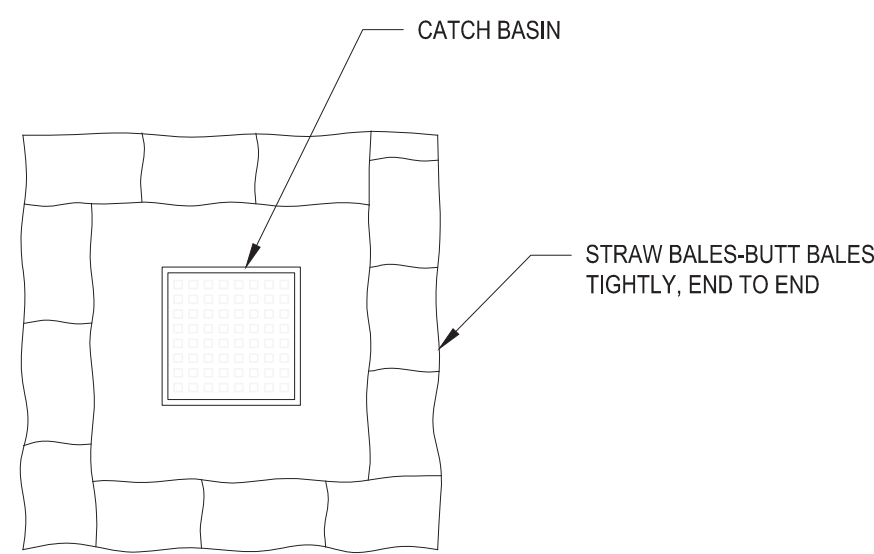 CATCH BASIN
STRAW BALES-BUTT BALES
TIGHTLY, END TO END